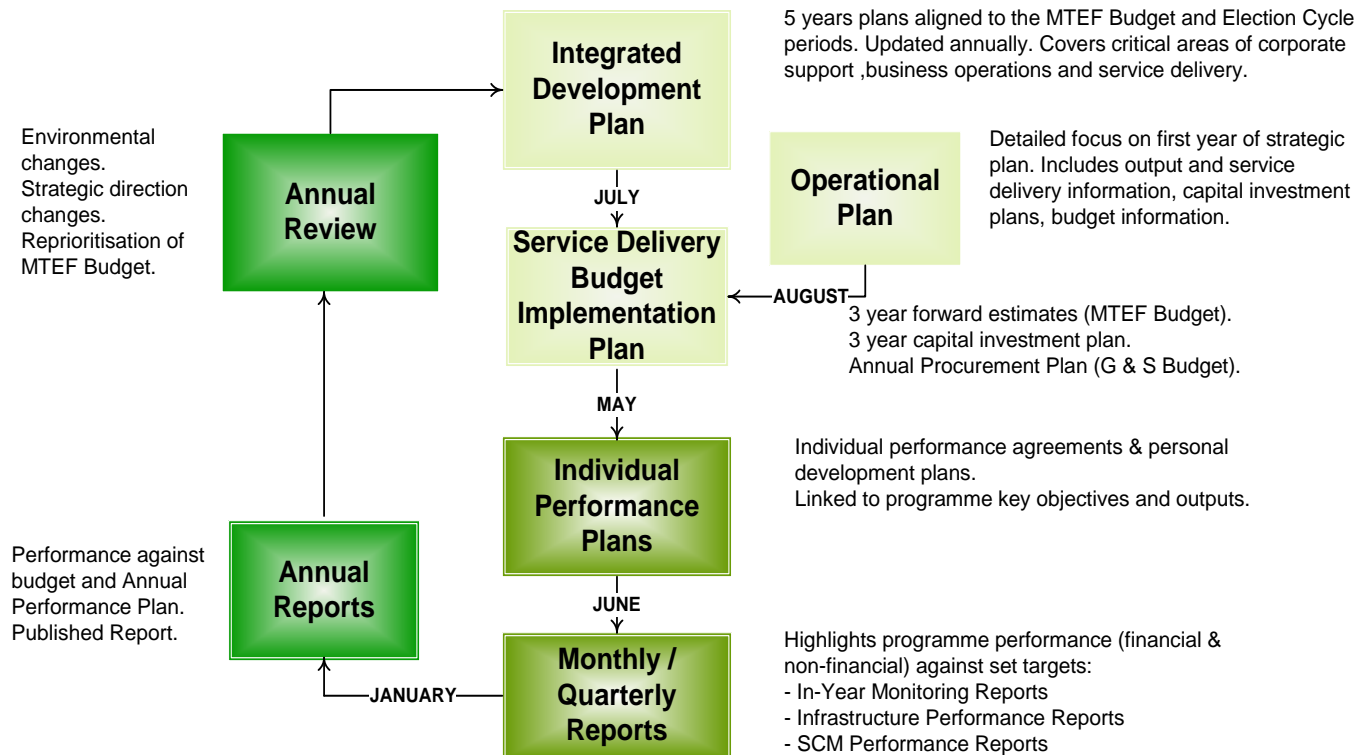 Integrated
Development
Plan
5 years plans aligned to the MTEF Budget and Election Cycle
periods. Updated annually. Covers critical areas of corporate
support ,business operations and service delivery.
Environmental
changes.
Strategic direction
changes.
Reprioritisation of
MTEF Budget.
Annual
Review
JULY
Operational
Plan
Detailed focus on first year of strategic
plan. Includes output and service
delivery information, capital investment
plans, budget information.
Service Delivery
Budget
Implementation
Plan
AUGUST
3 year forward estimates (MTEF Budget).
3 year capital investment plan.
Annual Procurement Plan (G & S Budget).
MAY
Individual
Performance
Plans
Individual performance agreements & personal
development plans.
Linked to programme key objectives and outputs.
Performance against
budget and Annual
Performance Plan.
Published Report.
Annual
Reports
JUNE
JANUARY
Monthly /
Quarterly
Reports
Highlights programme performance (financial &
non-financial) against set targets:
- In-Year Monitoring Reports
- Infrastructure Performance Reports
- SCM Performance Reports